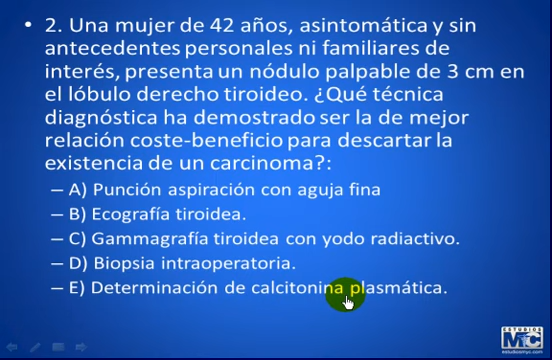 • 2. Una mujer de 42 años, asintomática y sin
antecedentes personales ni familiares de
interés, presenta un nódulo palpable de 3 cm en
el lóbulo derecho tiroideo. ¿Qué técnica
diagnóstica ha demostrado ser la de mejor
relación coste-beneficio para descartar la
existencia de un carcinoma?:
– A) Punción aspiración con aguja fina
– B) Ecografía tiroidea.
– C) Gammagrafía tiroidea con yodo radiactivo.
– D) Biopsia intraoperatoria.
– E) Determinación de calcitonina plasmática.
ESTUDIOS
MyC
estudiosmyc.com